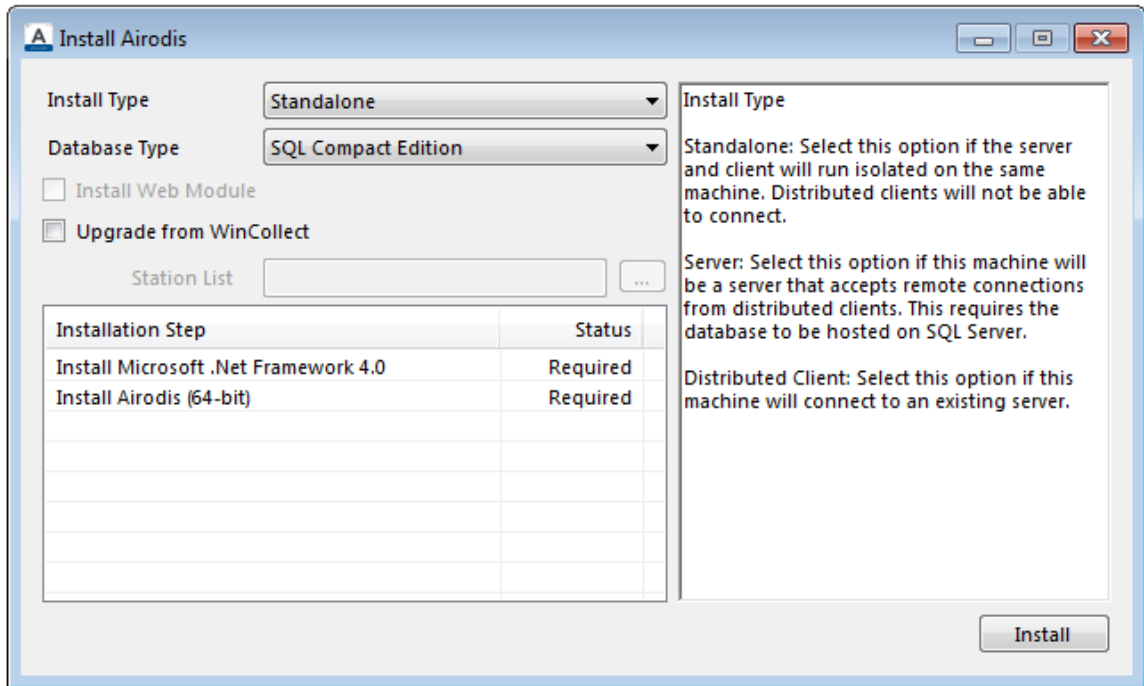 Install Airodis
Install Type
Standalone
Database Type
SQL Compact Edition
Install Web Module
Upgrade from WinCollect
Station List
...
Installation Step Status
Install Microsoft .Net Framework 4.0 Required
Install Airodis (64-bit) Required
Install Type
Standalone: Select this option if the server
and client will run isolated on the same
machine. Distributed clients will not be able
to connect.
Server: Select this option if this machine will
be a server that accepts remote connections
from distributed clients. This requires the
database to be hosted on SQL Server.
Distributed Client: Select this option if this
machine will connect to an existing server.
Install